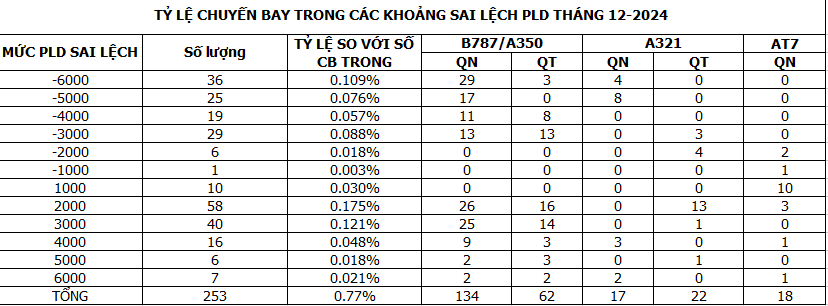 TỶ LỆ CHUYẾN BAY TRONG CÁC KHOẢNG SAI LỆCH PLD THÁNG 12-2024
MỨC PLD SAI LỆCH Số lượng TỶ LỆ SO VỚI SỐ CB TRONG B787/A350 A321 AT7
QN QT QN QT QN
-6000 36 0.109% 29 3 4 0 0
-5000 25 0.076% 17 0 8 0 0
-4000 19 0.057% 11 8 0 0 0
-3000 29 0.088% 13 13 0 3 0
-2000 6 0.018% 0 0 0 4 2
-1000 1 0.003% 0 0 0 0 1
1000 10 0.030% 0 0 0 0 10
2000 58 0.175% 26 16 0 13 3
3000 40 0.121% 25 14 0 1 0
4000 16 0.048% 9 3 3 0 1
5000 6 0.018% 2 3 0 1 0
6000 7 0.021% 2 2 2 0 1
TỔNG 253 0.77% 134 62 17 22 18